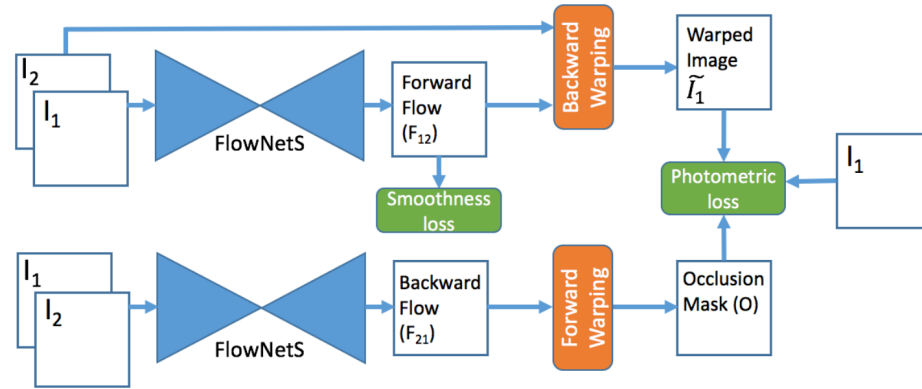 I₂
I₁
FlowNetS
Forward
Flow
(F₁₂)
Smoothness
loss
Backward
Warping
Warped
Image
Ĩ₁
Photometric
loss
I₁
I₁
I₂
FlowNetS
Backward
Flow
(F₂₁)
Forward
Warping
Occlusion
Mask (O)